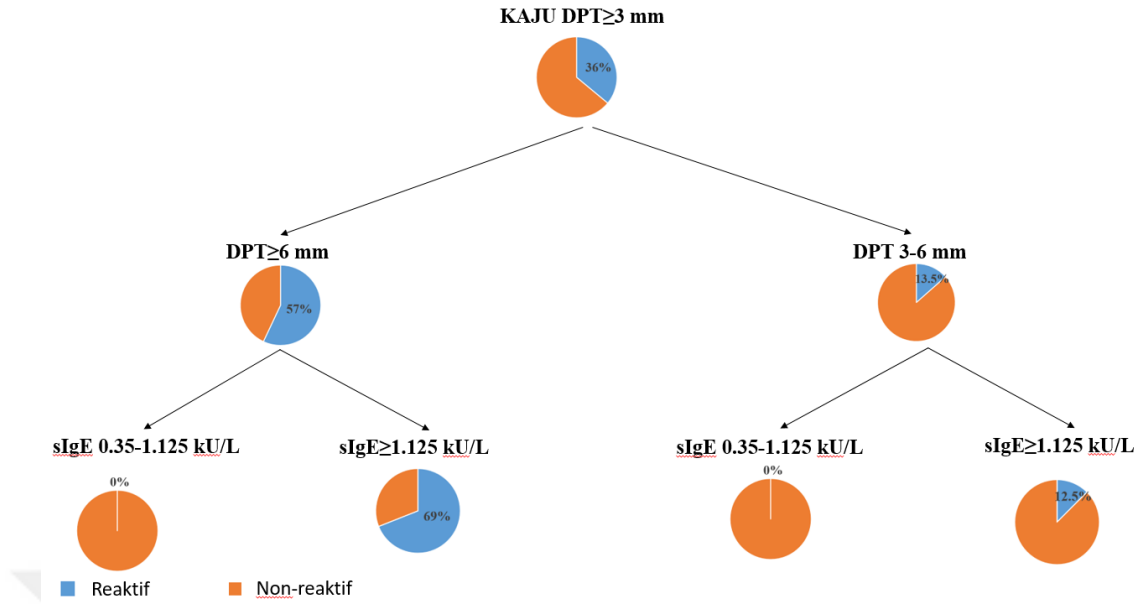 KAJU DPT≥3 mm
36%
DPT≥6 mm
DPT 3-6 mm
57%
13.5%
sIgE 0.35-1.125 kU/L
sIgE≥1.125 kU/L
sIgE 0.35-1.125 kU/L
sIgE≥1.125 kU/L
0%
69%
0%
12.5%
Reaktif
Non-reaktif